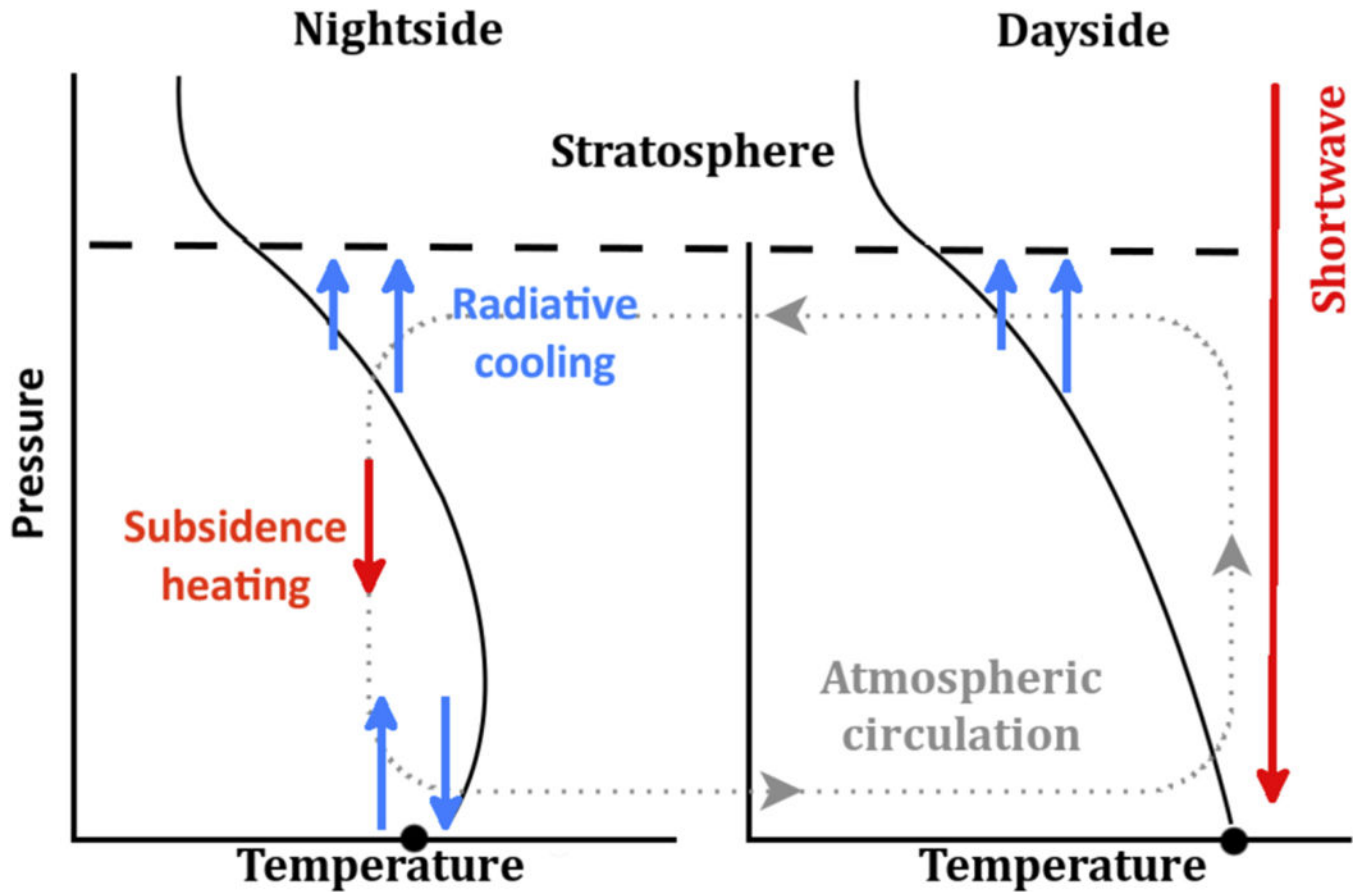 Nightside
Dayside
Stratosphere
Shortwave
Radiative
cooling
Pressure
Subsidence
heating
Atmospheric
circulation
Temperature
Temperature